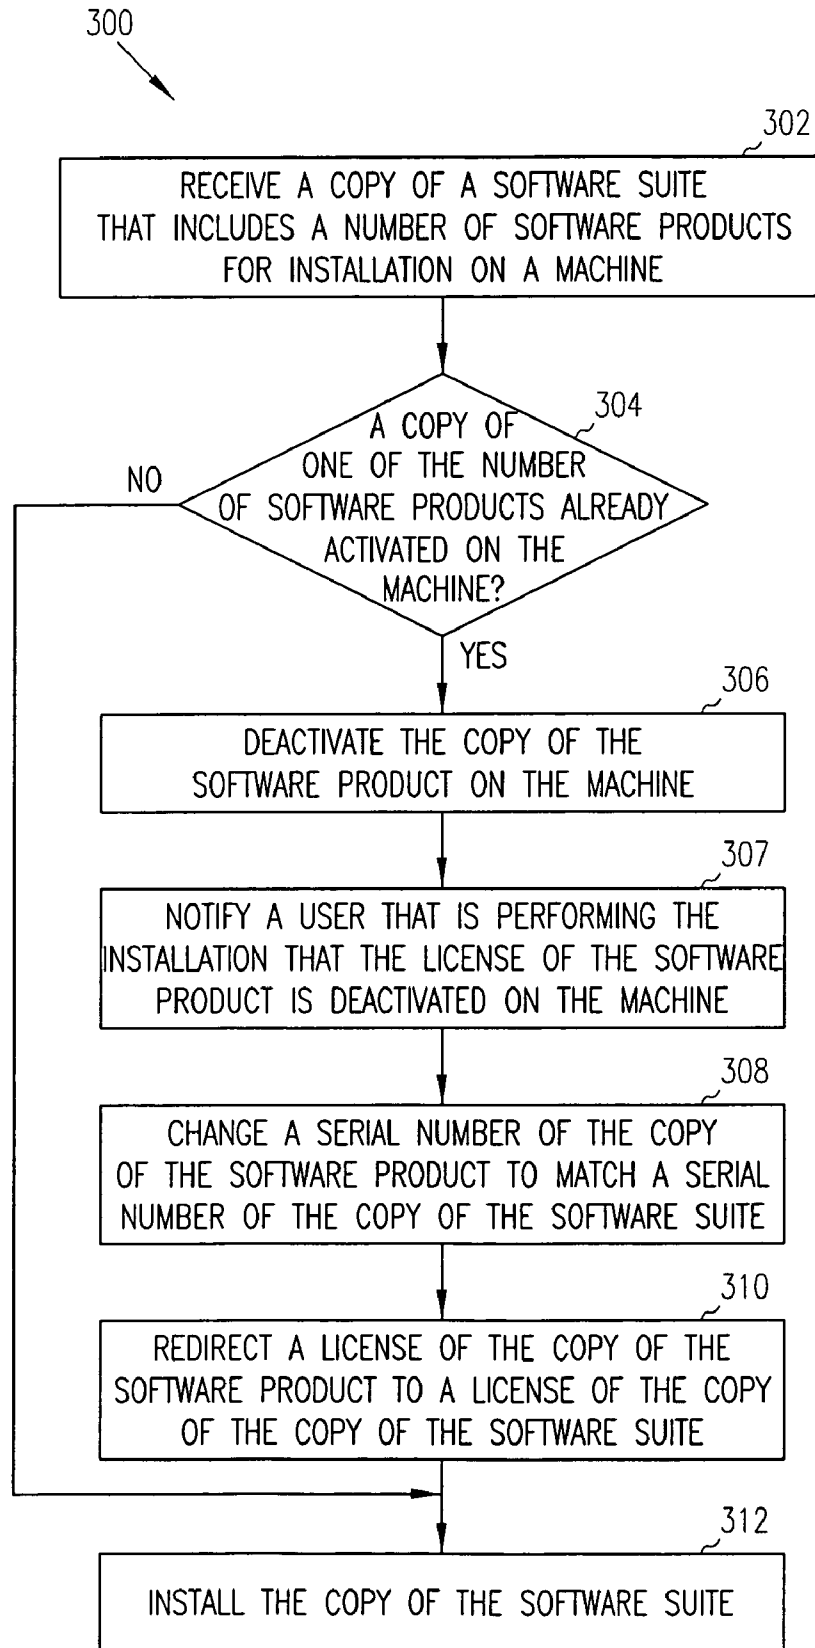 300
302
RECEIVE A COPY OF A SOFTWARE SUITE
THAT INCLUDES A NUMBER OF SOFTWARE PRODUCTS
FOR INSTALLATION ON A MACHINE
304
A COPY OF
ONE OF THE NUMBER
OF SOFTWARE PRODUCTS ALREADY
ACTIVATED ON THE
MACHINE?
NO
YES
306
DEACTIVATE THE COPY OF THE
SOFTWARE PRODUCT ON THE MACHINE
307
NOTIFY A USER THAT IS PERFORMING THE
INSTALLATION THAT THE LICENSE OF THE SOFTWARE
PRODUCT IS DEACTIVATED ON THE MACHINE
308
CHANGE A SERIAL NUMBER OF THE COPY
OF THE SOFTWARE PRODUCT TO MATCH A SERIAL
NUMBER OF THE COPY OF THE SOFTWARE SUITE
310
REDIRECT A LICENSE OF THE COPY OF THE
SOFTWARE PRODUCT TO A LICENSE OF THE COPY
OF THE COPY OF THE SOFTWARE SUITE
312
INSTALL THE COPY OF THE SOFTWARE SUITE